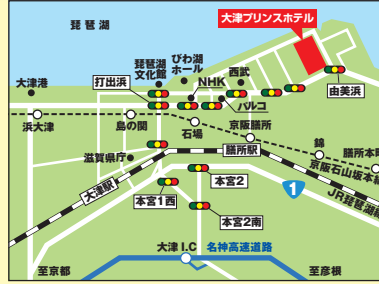 大津プリンスホテル
琵琶湖
琵琶湖
文化館
びわ湖
ホール
西武
大津港
打出浜
NHK
パルコ
由美浜
浜大津
島の関
石場
京阪膳所
錦
膳所本町
滋賀県庁
膳所駅
京阪石山坂本線
大津駅
本宮2
1
JR琵琶湖線
本宮1西
本宮2南
大津I.C
名神高速道路
至京都
至彦根